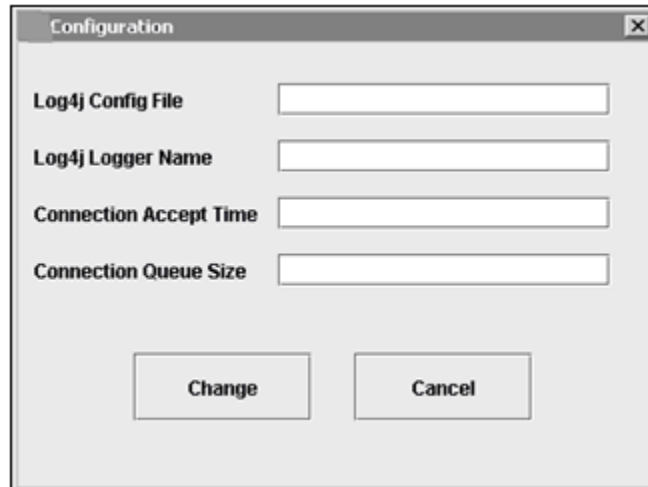 Configuration
Log4j Config File
Log4j Logger Name
Connection Accept Time
Connection Queue Size
Change Cancel